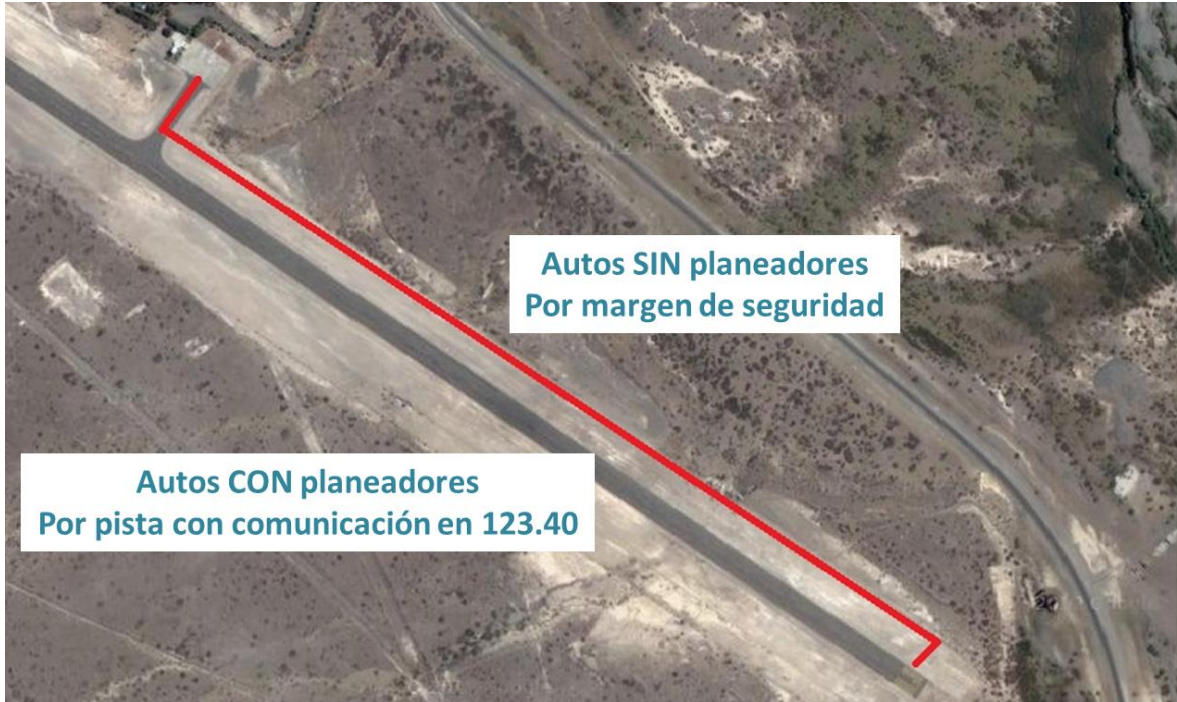 Autos SIN planeadores
Por margen de seguridad
Autos CON planeadores
Por pista con comunicación en 123.40